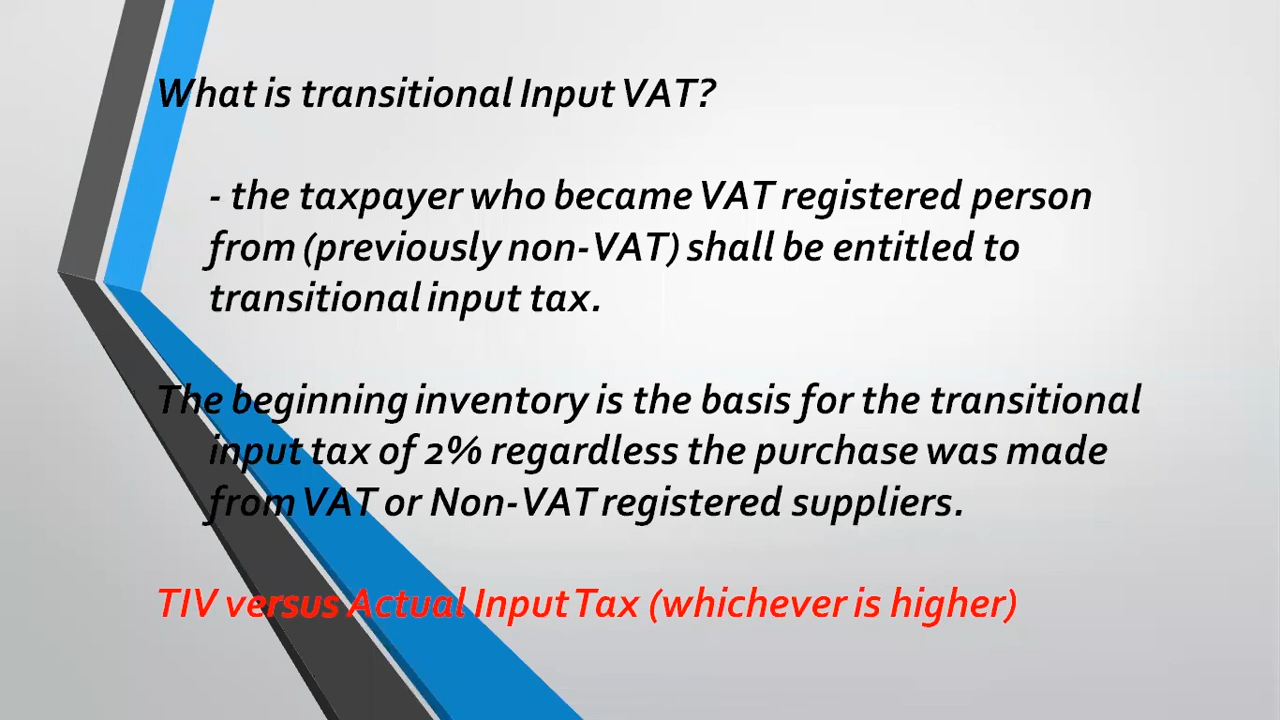 What is transitional Input VAT?
- the taxpayer who became VAT registered person
from (previously non-VAT) shall be entitled to
transitional input tax.
The beginning inventory is the basis for the transitional
input tax of 2% regardless the purchase was made
from VAT or Non-VAT registered suppliers.
TIV versus Actual Input Tax (whichever is higher)